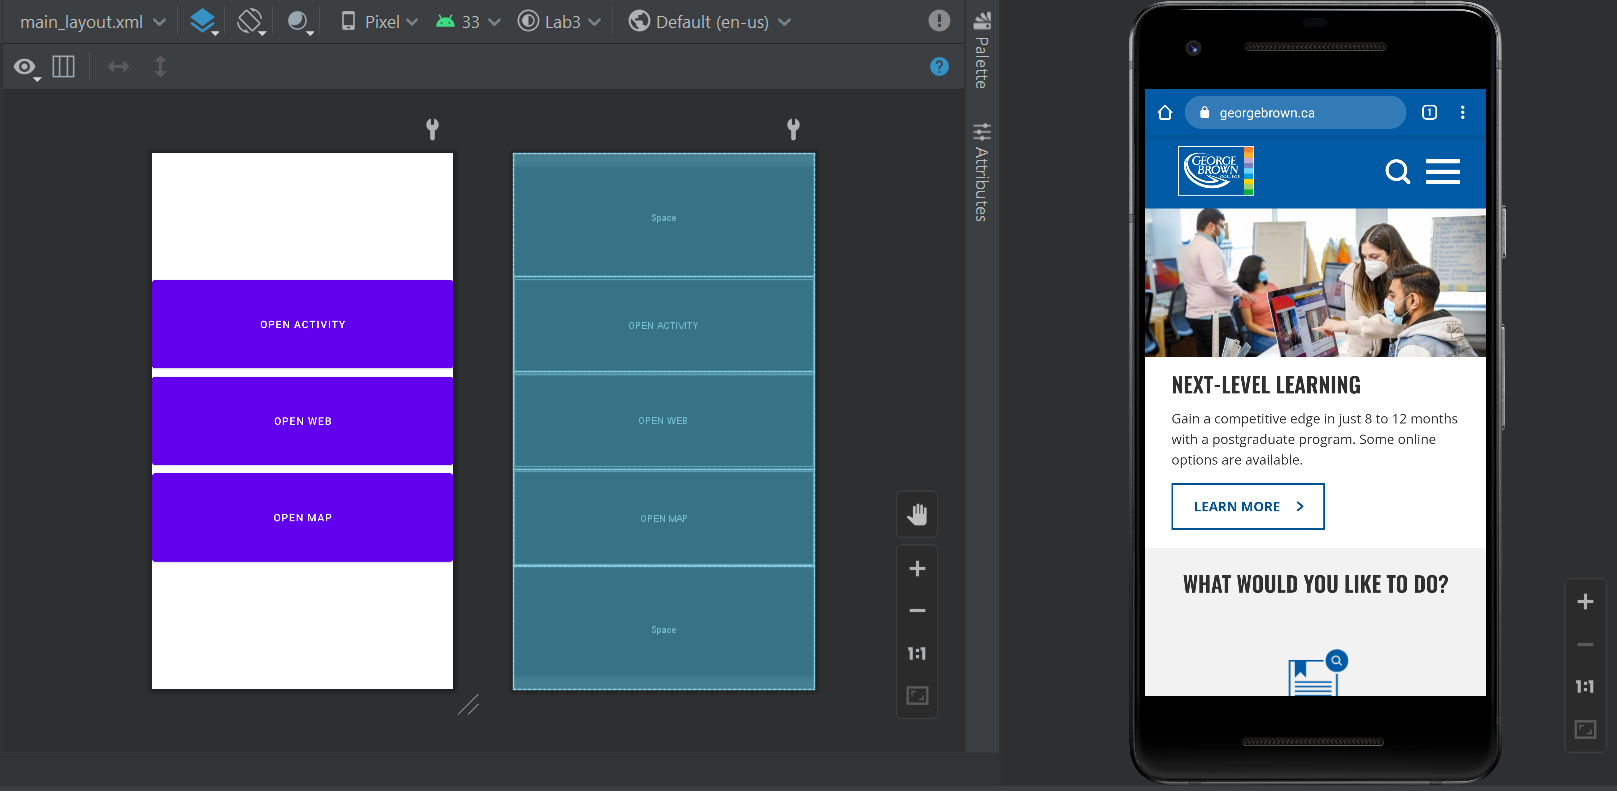 main_layout.xml
Pixel
33
Lab3
Default (en-us)
Palette
Attributes
OPEN ACTIVITY
OPEN WEB
OPEN MAP
Space
OPEN ACTIVITY
OPEN WEB
OPEN MAP
Space
1:1
georgebrown.ca
1
GEORGE
BROWN
COLLEGE
NEXT-LEVEL LEARNING
Gain a competitive edge in just 8 to 12 months
with a postgraduate program. Some online
options are available.
LEARN MORE
WHAT WOULD YOU LIKE TO DO?
1:1